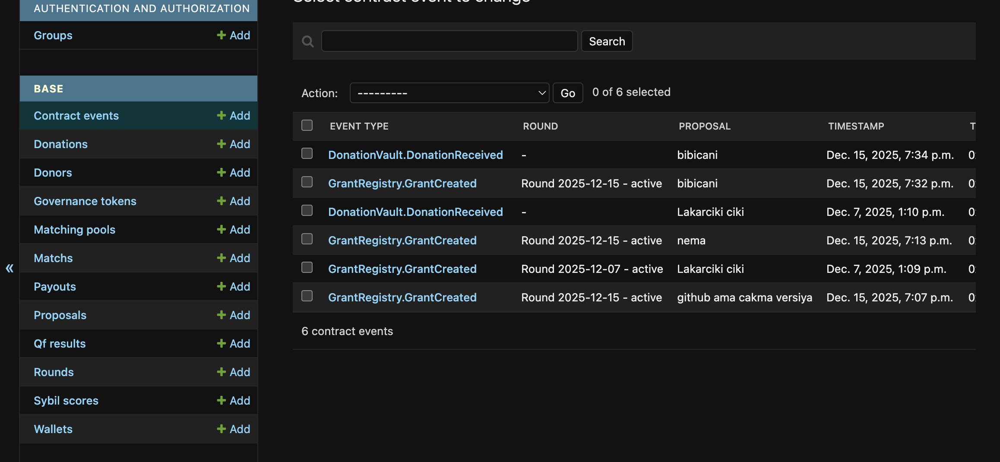 AUTHENTICATION AND AUTHORIZATION
Groups + Add
BASE
Contract events + Add
Donations + Add
Donors + Add
Governance tokens + Add
Matching pools + Add
Matchs + Add
Payouts + Add
Proposals + Add
Qf results + Add
Rounds + Add
Sybil scores + Add
Wallets + Add
«
Select contract event to change
Search
Action: --------- Go 0 of 6 selected
EVENT TYPE ROUND PROPOSAL TIMESTAMP T
DonationVault.DonationReceived - bibicani Dec. 15, 2025, 7:34 p.m. 0
GrantRegistry.GrantCreated Round 2025-12-15 - active bibicani Dec. 15, 2025, 7:32 p.m. 0
DonationVault.DonationReceived - Lakarciki ciki Dec. 7, 2025, 1:10 p.m. 0
GrantRegistry.GrantCreated Round 2025-12-15 - active nema Dec. 15, 2025, 7:13 p.m. 0
GrantRegistry.GrantCreated Round 2025-12-07 - active Lakarciki ciki Dec. 7, 2025, 1:09 p.m. 0
GrantRegistry.GrantCreated Round 2025-12-15 - active github ama cakma versiya Dec. 15, 2025, 7:07 p.m. 0
6 contract events